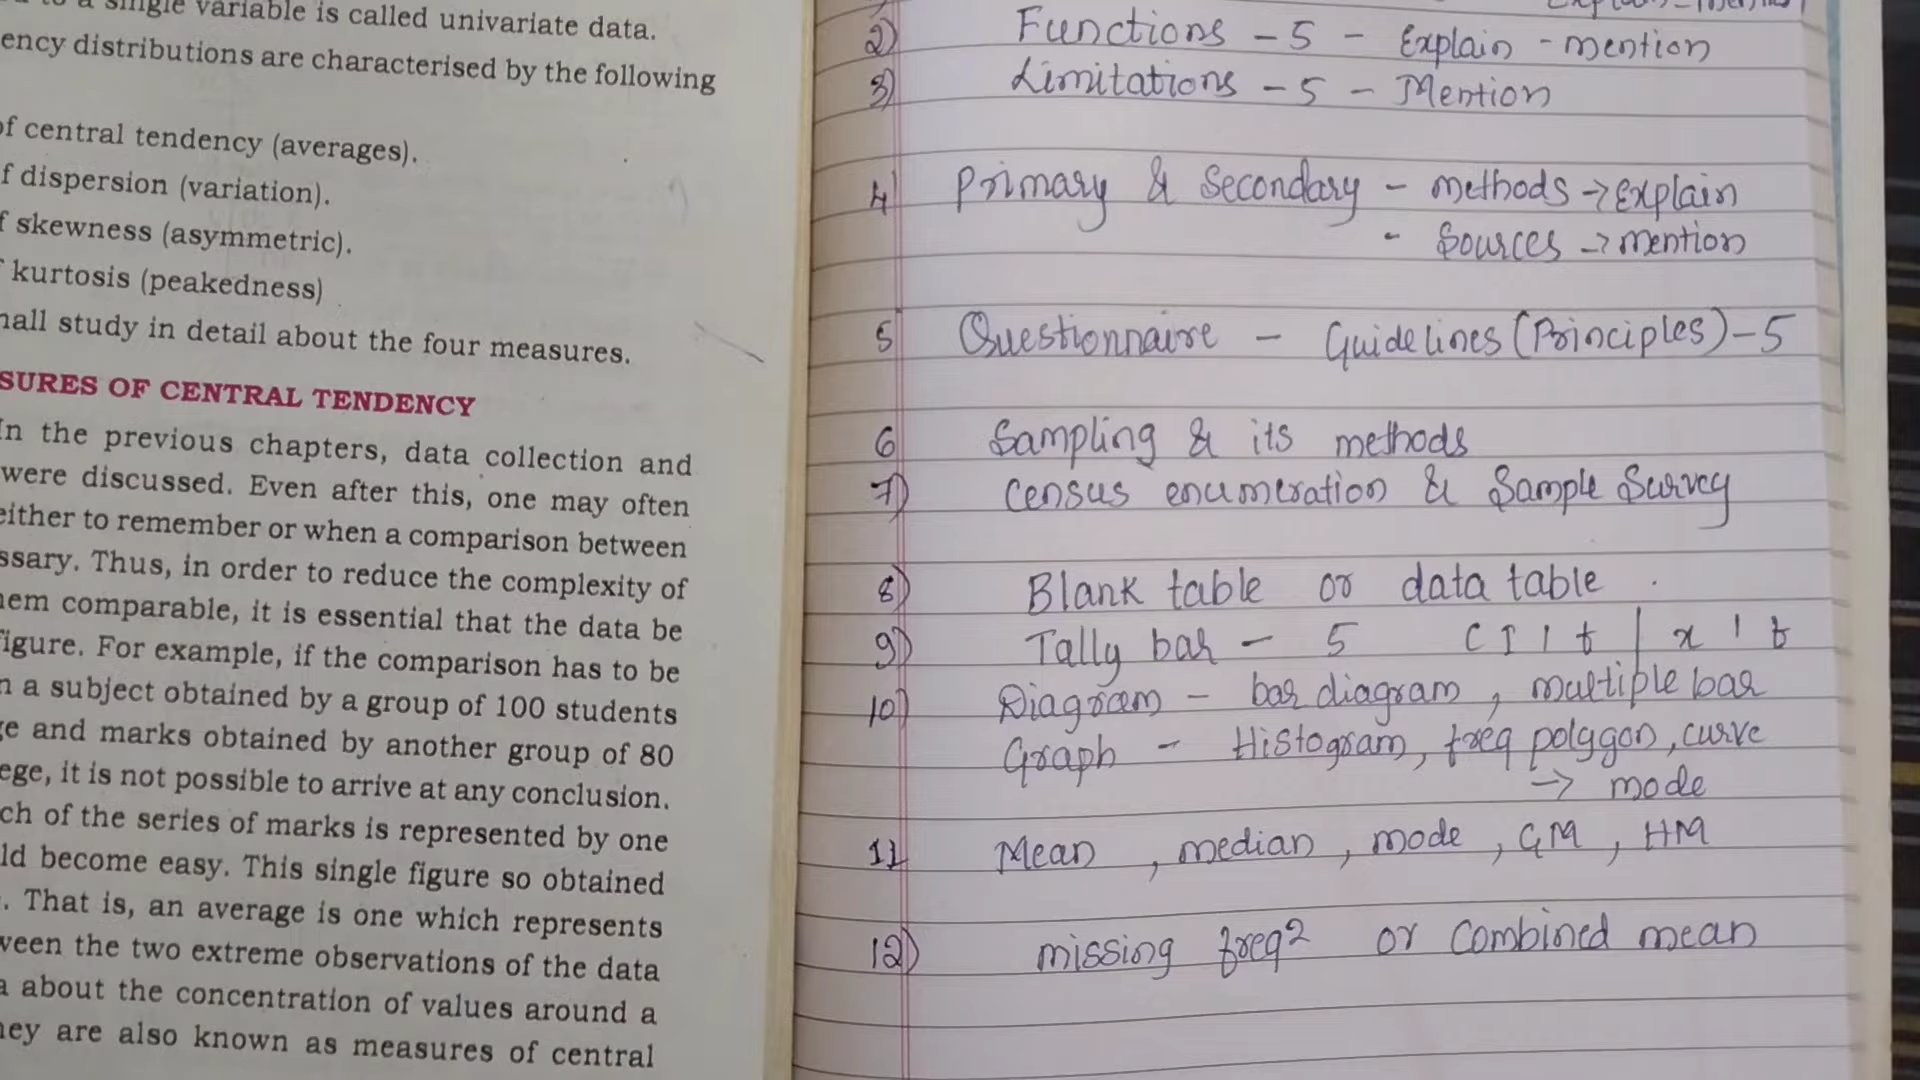 a single variable is called univariate data.
ency distributions are characterised by the following
of central tendency (averages).
f dispersion (variation).
f skewness (asymmetric).
kurtosis (peakedness)
hall study in detail about the four measures.
SURES OF CENTRAL TENDENCY
In the previous chapters, data collection and
were discussed. Even after this, one may often
either to remember or when a comparison between
ssary. Thus, in order to reduce the complexity of
hem comparable, it is essential that the data be
figure. For example, if the comparison has to be
n a subject obtained by a group of 100 students
ge and marks obtained by another group of 80
ege, it is not possible to arrive at any conclusion.
ch of the series of marks is represented by one
ld become easy. This single figure so obtained
. That is, an average is one which represents
ween the two extreme observations of the data
a about the concentration of values around a
hey are also known as measures of central
2) Functions - 5 - Explain - mention
3) Limitations - 5 - Mention
4) Primary & Secondary - methods → Explain
- Sources → mention
5 Questionnaire - Guidelines (Principles) - 5
6) Sampling & its methods
7) Census enumeration & Sample Survey
8) Blank table or data table .
9) Tally bar - 5 C I | f | x | f
10) Diagram - bar diagram, multiple bar
Graph - Histogram, freq polygon, curve
→ mode
11 Mean, median, mode, GM, HM
12) missing freq² or Combined mean